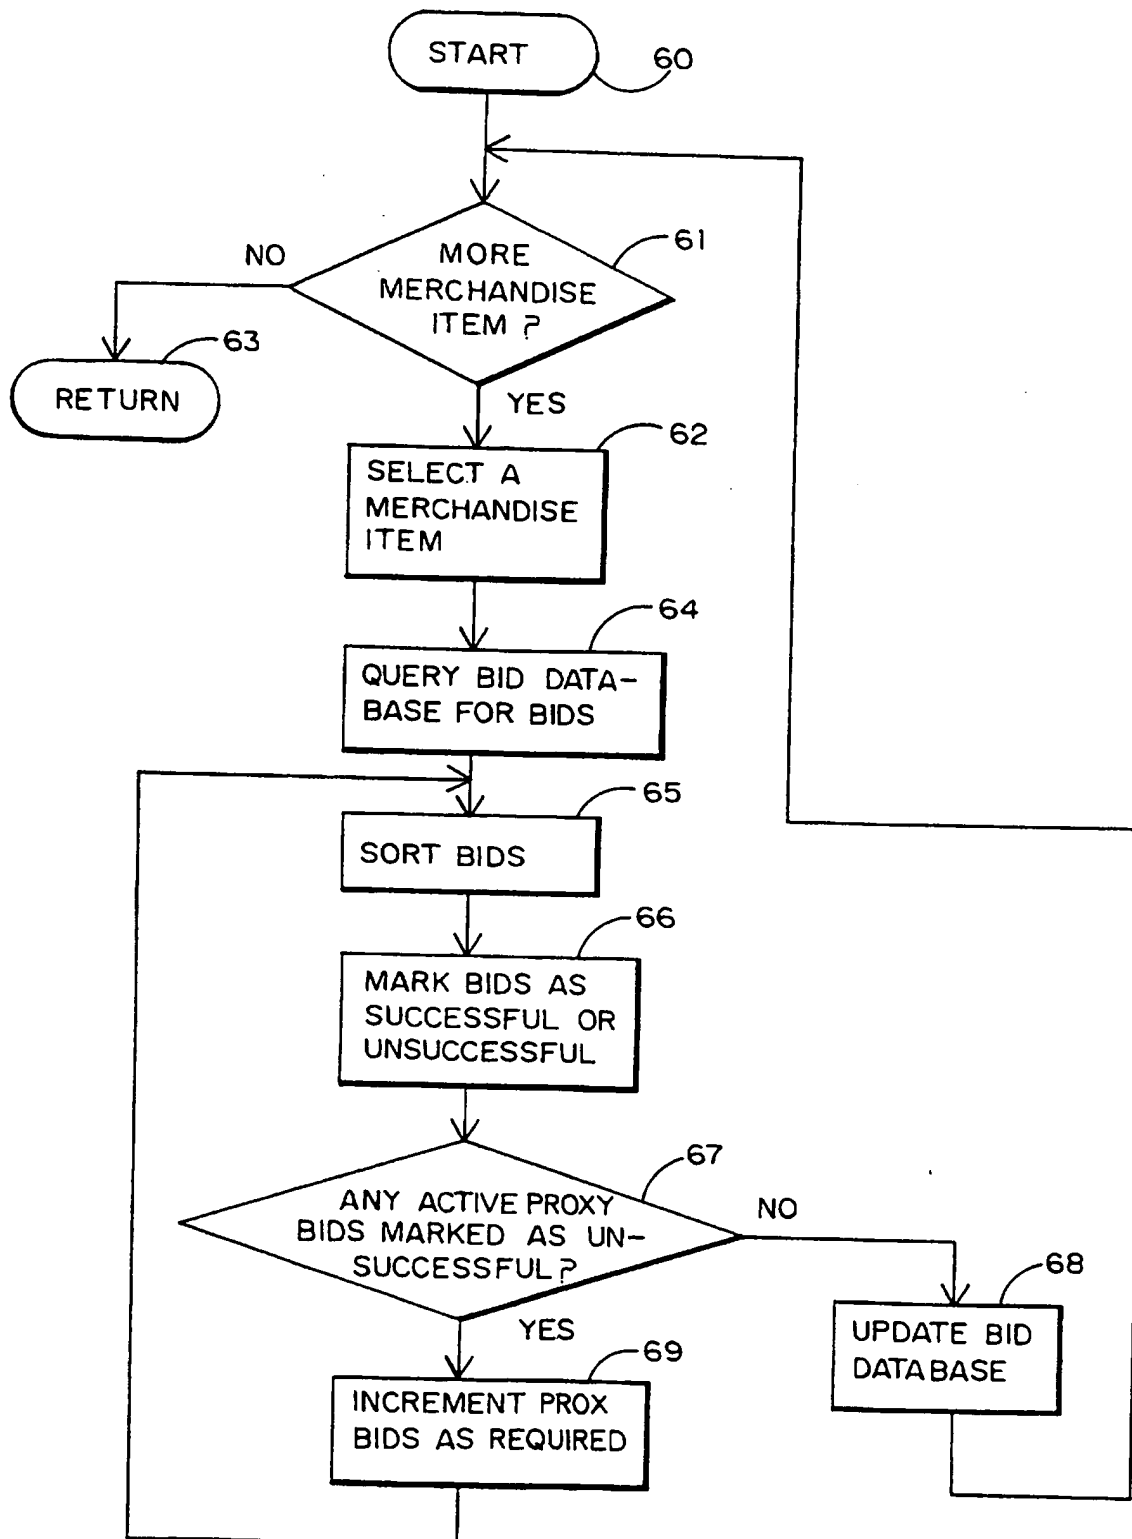 START
60
MORE
MERCHANDISE
ITEM ?
61
NO
63
RETURN
YES
62
SELECT A
MERCHANDISE
ITEM
64
QUERY BID DATA-
BASE FOR BIDS
65
SORT BIDS
66
MARK BIDS AS
SUCCESSFUL OR
UNSUCCESSFUL
67
ANY ACTIVE PROXY
BIDS MARKED AS UN-
SUCCESSFUL?
NO
68
UPDATE BID
DATABASE
YES
69
INCREMENT PROX
BIDS AS REQUIRED